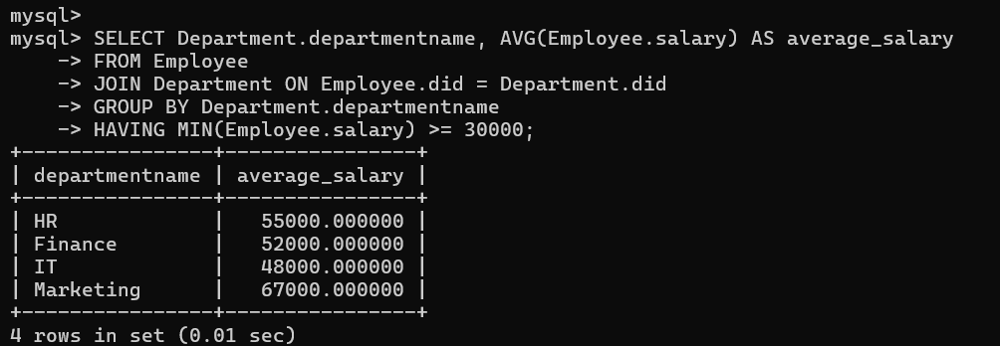 mysql>
mysql> SELECT Department.departmentname, AVG(Employee.salary) AS average_salary
    -> FROM Employee
    -> JOIN Department ON Employee.did = Department.did
    -> GROUP BY Department.departmentname
    -> HAVING MIN(Employee.salary) >= 30000;
+----------------+----------------+
| departmentname | average_salary |
+----------------+----------------+
| HR             |   55000.000000 |
| Finance        |   52000.000000 |
| IT             |   48000.000000 |
| Marketing      |   67000.000000 |
+----------------+----------------+
4 rows in set (0.01 sec)